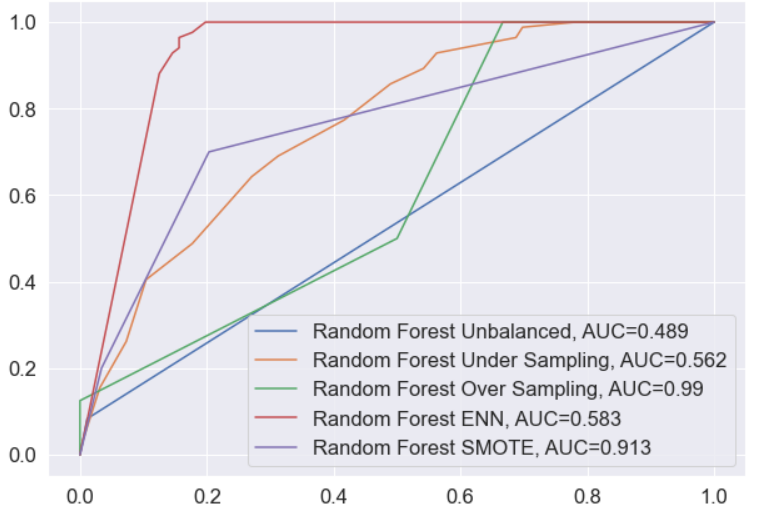 1.0
0.8
0.6
0.4
0.2
0.0
Random Forest Unbalanced, AUC=0.489
Random Forest Under Sampling, AUC=0.562
Random Forest Over Sampling, AUC=0.99
Random Forest ENN, AUC=0.583
Random Forest SMOTE, AUC=0.913
0.0 0.2 0.4 0.6 0.8 1.0